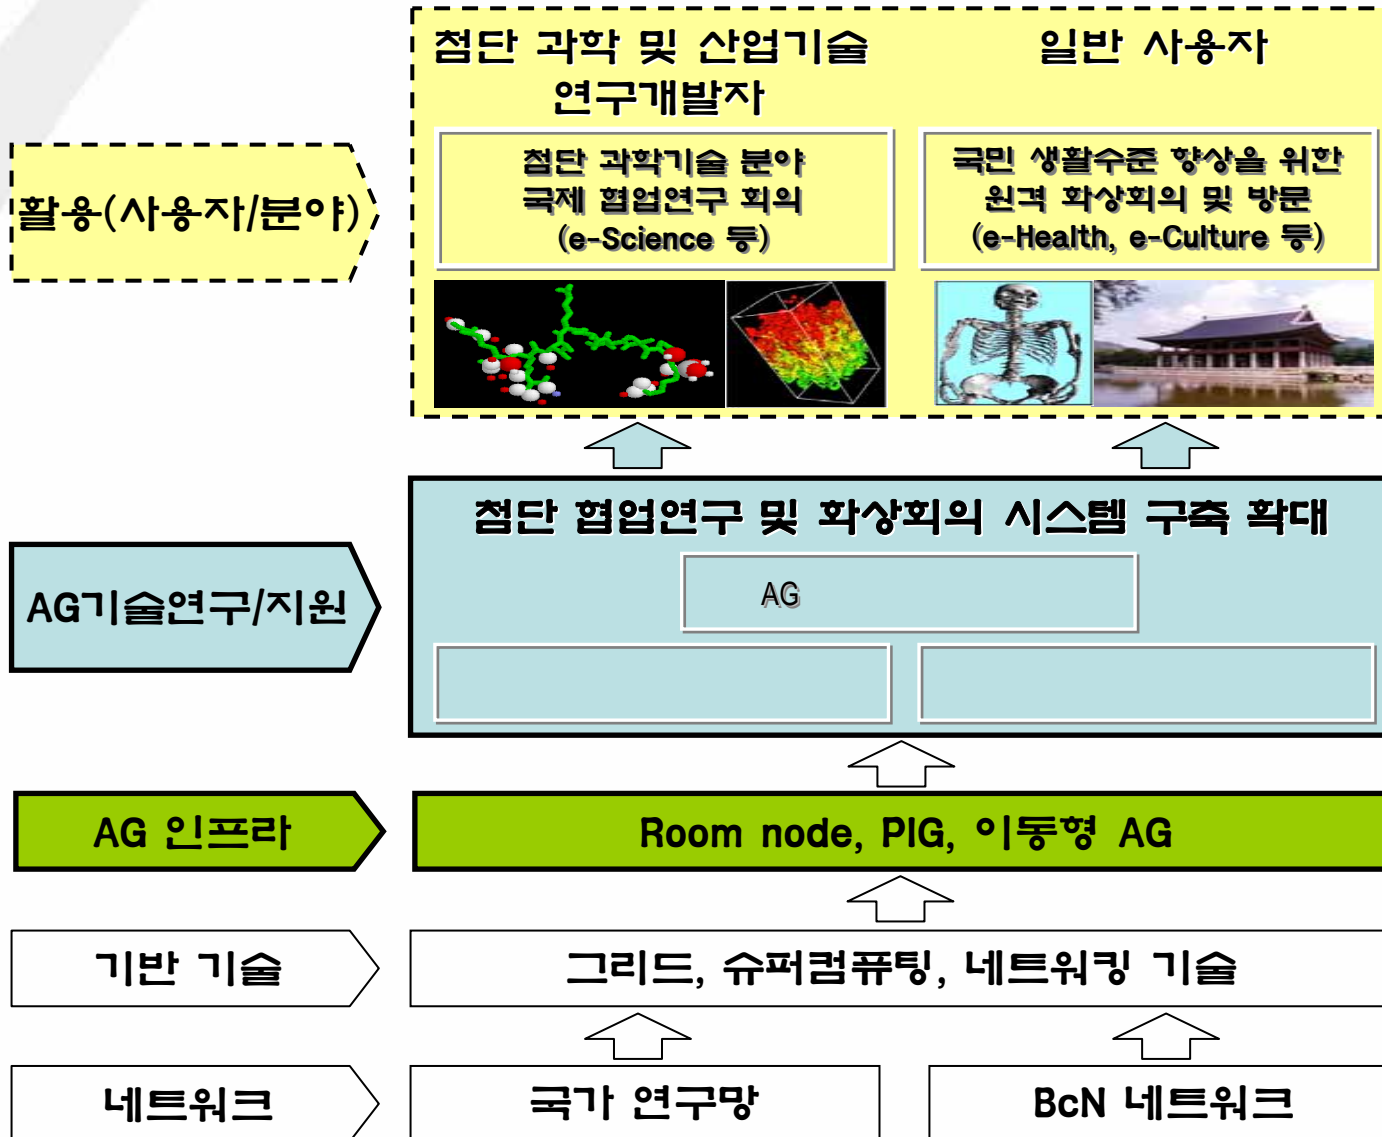 첨단 과학 및 산업기술
연구개발자
일반 사용자
활용(사용자/분야)
첨단 과학기술 분야
국제 협업연구 회의
(e-Science 등)
국민 생활수준 향상을 위한
원격 화상회의 및 방문
(e-Health, e-Culture 등)
AG기술연구/지원
첨단 협업연구 및 화상회의 시스템 구축 확대
AG
AG 인프라
Room node, PIG, 이동형 AG
기반 기술
그리드, 슈퍼컴퓨팅, 네트워킹 기술
네트워크
국가 연구망
BcN 네트워크